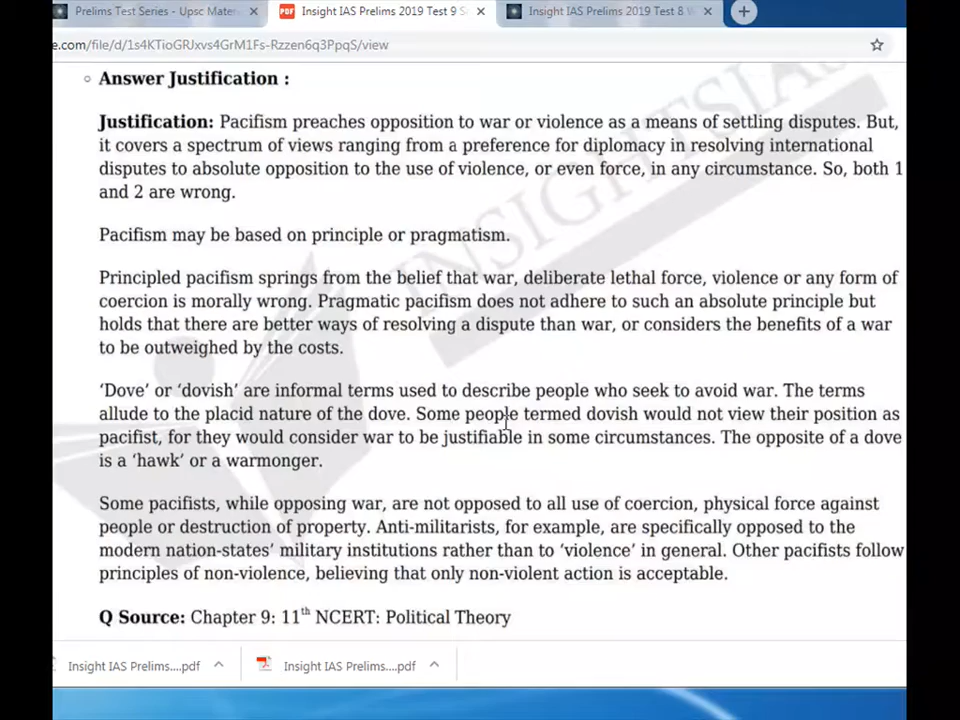 Prelims Test Series - Upsc Mater
Insight IAS Prelims 2019 Test 9 S
Insight IAS Prelims 2019 Test 8 W
e.com/file/d/1s4KTioGRJxvs4GrM1Fs-Rzzen6q3PpqS/view
Answer Justification :
Justification: Pacifism preaches opposition to war or violence as a means of settling disputes. But,
it covers a spectrum of views ranging from a preference for diplomacy in resolving international
disputes to absolute opposition to the use of violence, or even force, in any circumstance. So, both 1
and 2 are wrong.
Pacifism may be based on principle or pragmatism.
Principled pacifism springs from the belief that war, deliberate lethal force, violence or any form of
coercion is morally wrong. Pragmatic pacifism does not adhere to such an absolute principle but
holds that there are better ways of resolving a dispute than war, or considers the benefits of a war
to be outweighed by the costs.
‘Dove’ or ‘dovish’ are informal terms used to describe people who seek to avoid war. The terms
allude to the placid nature of the dove. Some people termed dovish would not view their position as
pacifist, for they would consider war to be justifiable in some circumstances. The opposite of a dove
is a ‘hawk’ or a warmonger.
Some pacifists, while opposing war, are not opposed to all use of coercion, physical force against
people or destruction of property. Anti-militarists, for example, are specifically opposed to the
modern nation-states’ military institutions rather than to ‘violence’ in general. Other pacifists follow
principles of non-violence, believing that only non-violent action is acceptable.
Q Source: Chapter 9: 11th NCERT: Political Theory
Insight IAS Prelims....pdf
PDF
Insight IAS Prelims....pdf
INSIGHTSIA